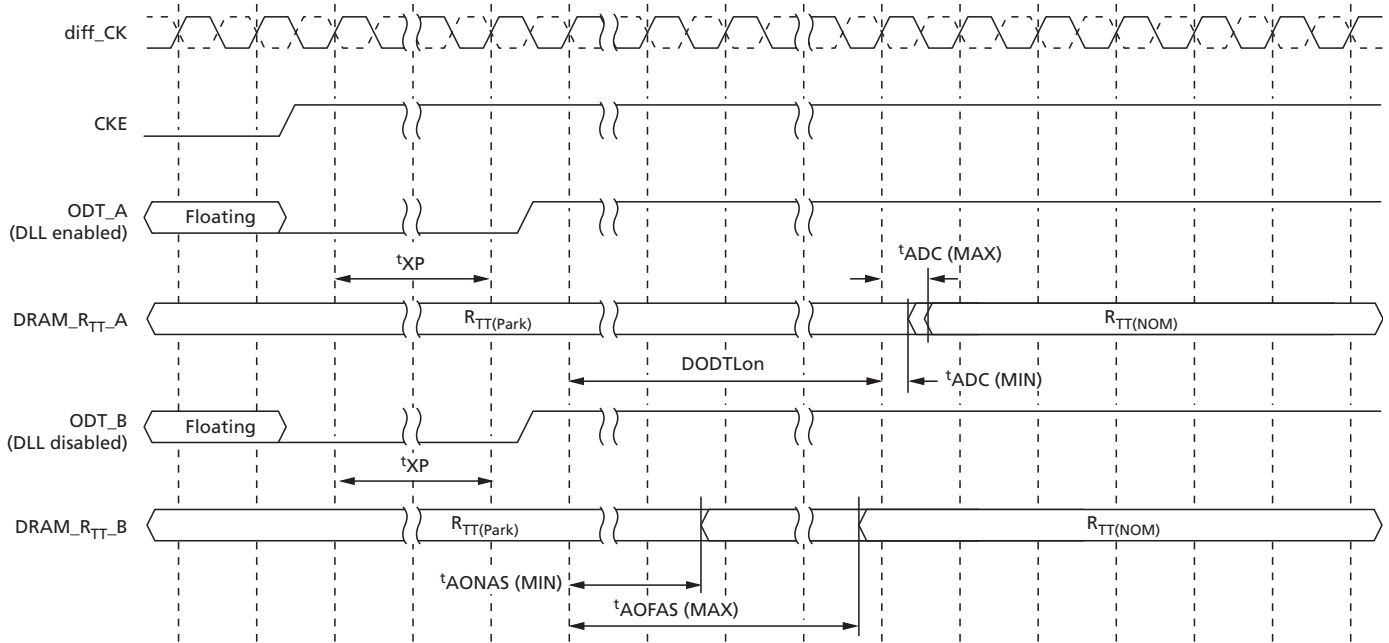 diff_CK
CKE
ODT_A
(DLL enabled)
Floating
tXP
tADC (MAX)
DRAM_RTT_A
RTT(Park)
RTT(NOM)
DODTLon
tADC (MIN)
ODT_B
(DLL disabled)
Floating
tXP
DRAM_RTT_B
RTT(Park)
RTT(NOM)
tAONAS (MIN)
tAOFAS (MAX)